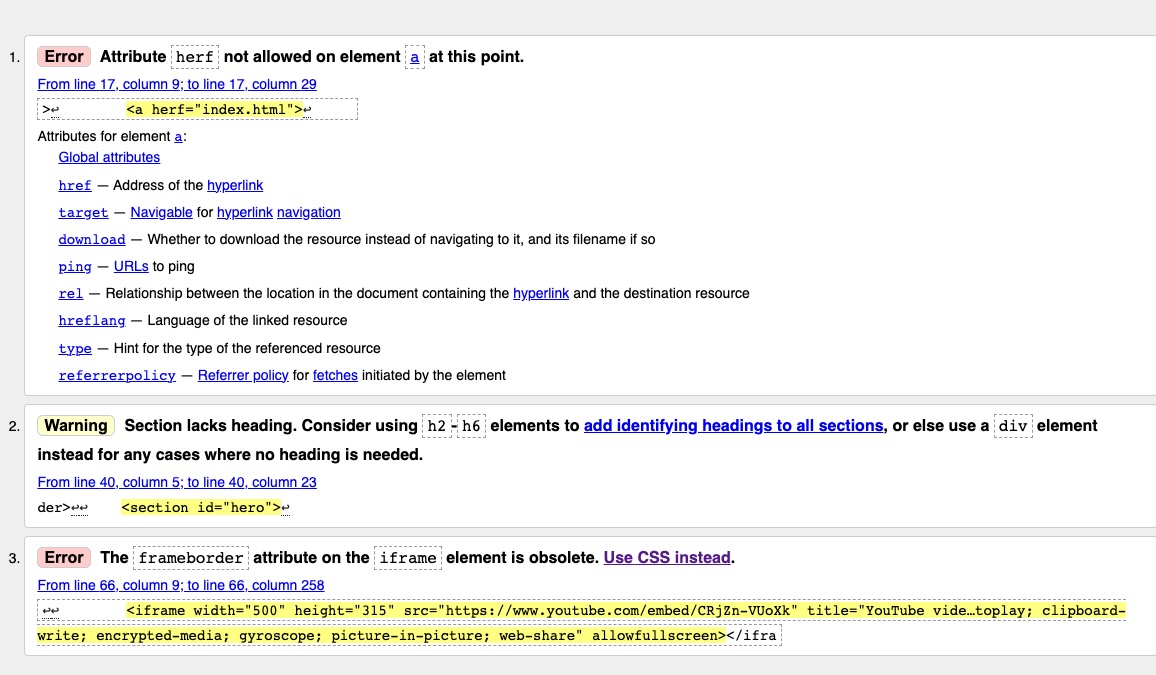 1. Error Attribute herf not allowed on element a at this point.
From line 17, column 9; to line 17, column 29
>↩ <a herf="index.html">↩
Attributes for element a:
Global attributes
href — Address of the hyperlink
target — Navigable for hyperlink navigation
download — Whether to download the resource instead of navigating to it, and its filename if so
ping — URLs to ping
rel — Relationship between the location in the document containing the hyperlink and the destination resource
hreflang — Language of the linked resource
type — Hint for the type of the referenced resource
referrerpolicy — Referrer policy for fetches initiated by the element
2. Warning Section lacks heading. Consider using h2-h6 elements to add identifying headings to all sections, or else use a div element
instead for any cases where no heading is needed.
From line 40, column 5; to line 40, column 23
der>↩↩ <section id="hero">↩
3. Error The frameborder attribute on the iframe element is obsolete. Use CSS instead.
From line 66, column 9; to line 66, column 258
↩↩ <iframe width="500" height="315" src="https://www.youtube.com/embed/CRjZn-VUoXk" title="YouTube vide…toplay; clipboard-
write; encrypted-media; gyroscope; picture-in-picture; web-share" allowfullscreen></ifra